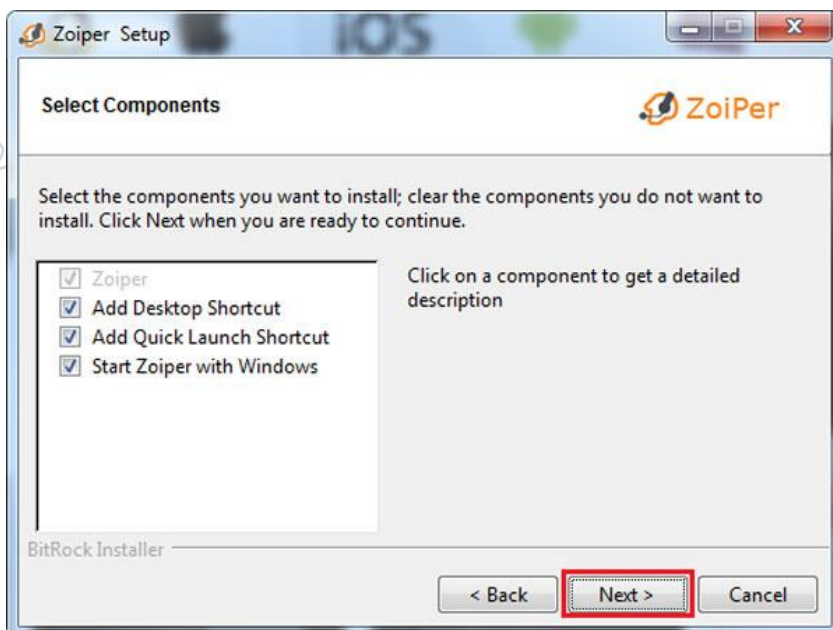 iOS
Zoiper Setup
Select Components
ZoiPer
Select the components you want to install; clear the components you do not want to
install. Click Next when you are ready to continue.
Zoiper
Add Desktop Shortcut
Add Quick Launch Shortcut
Start Zoiper with Windows
Click on a component to get a detailed
description
BitRock Installer
< Back
Next >
Cancel